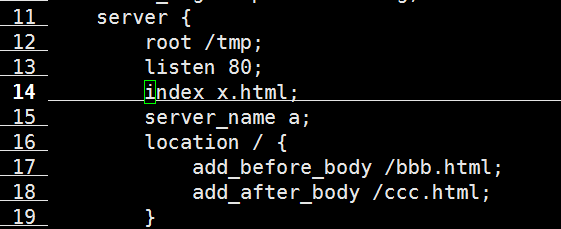 11 server {
12 root /tmp;
13 listen 80;
14 index x.html;
15 server_name a;
16 location / {
17 add_before_body /bbb.html;
18 add_after_body /ccc.html;
19 }